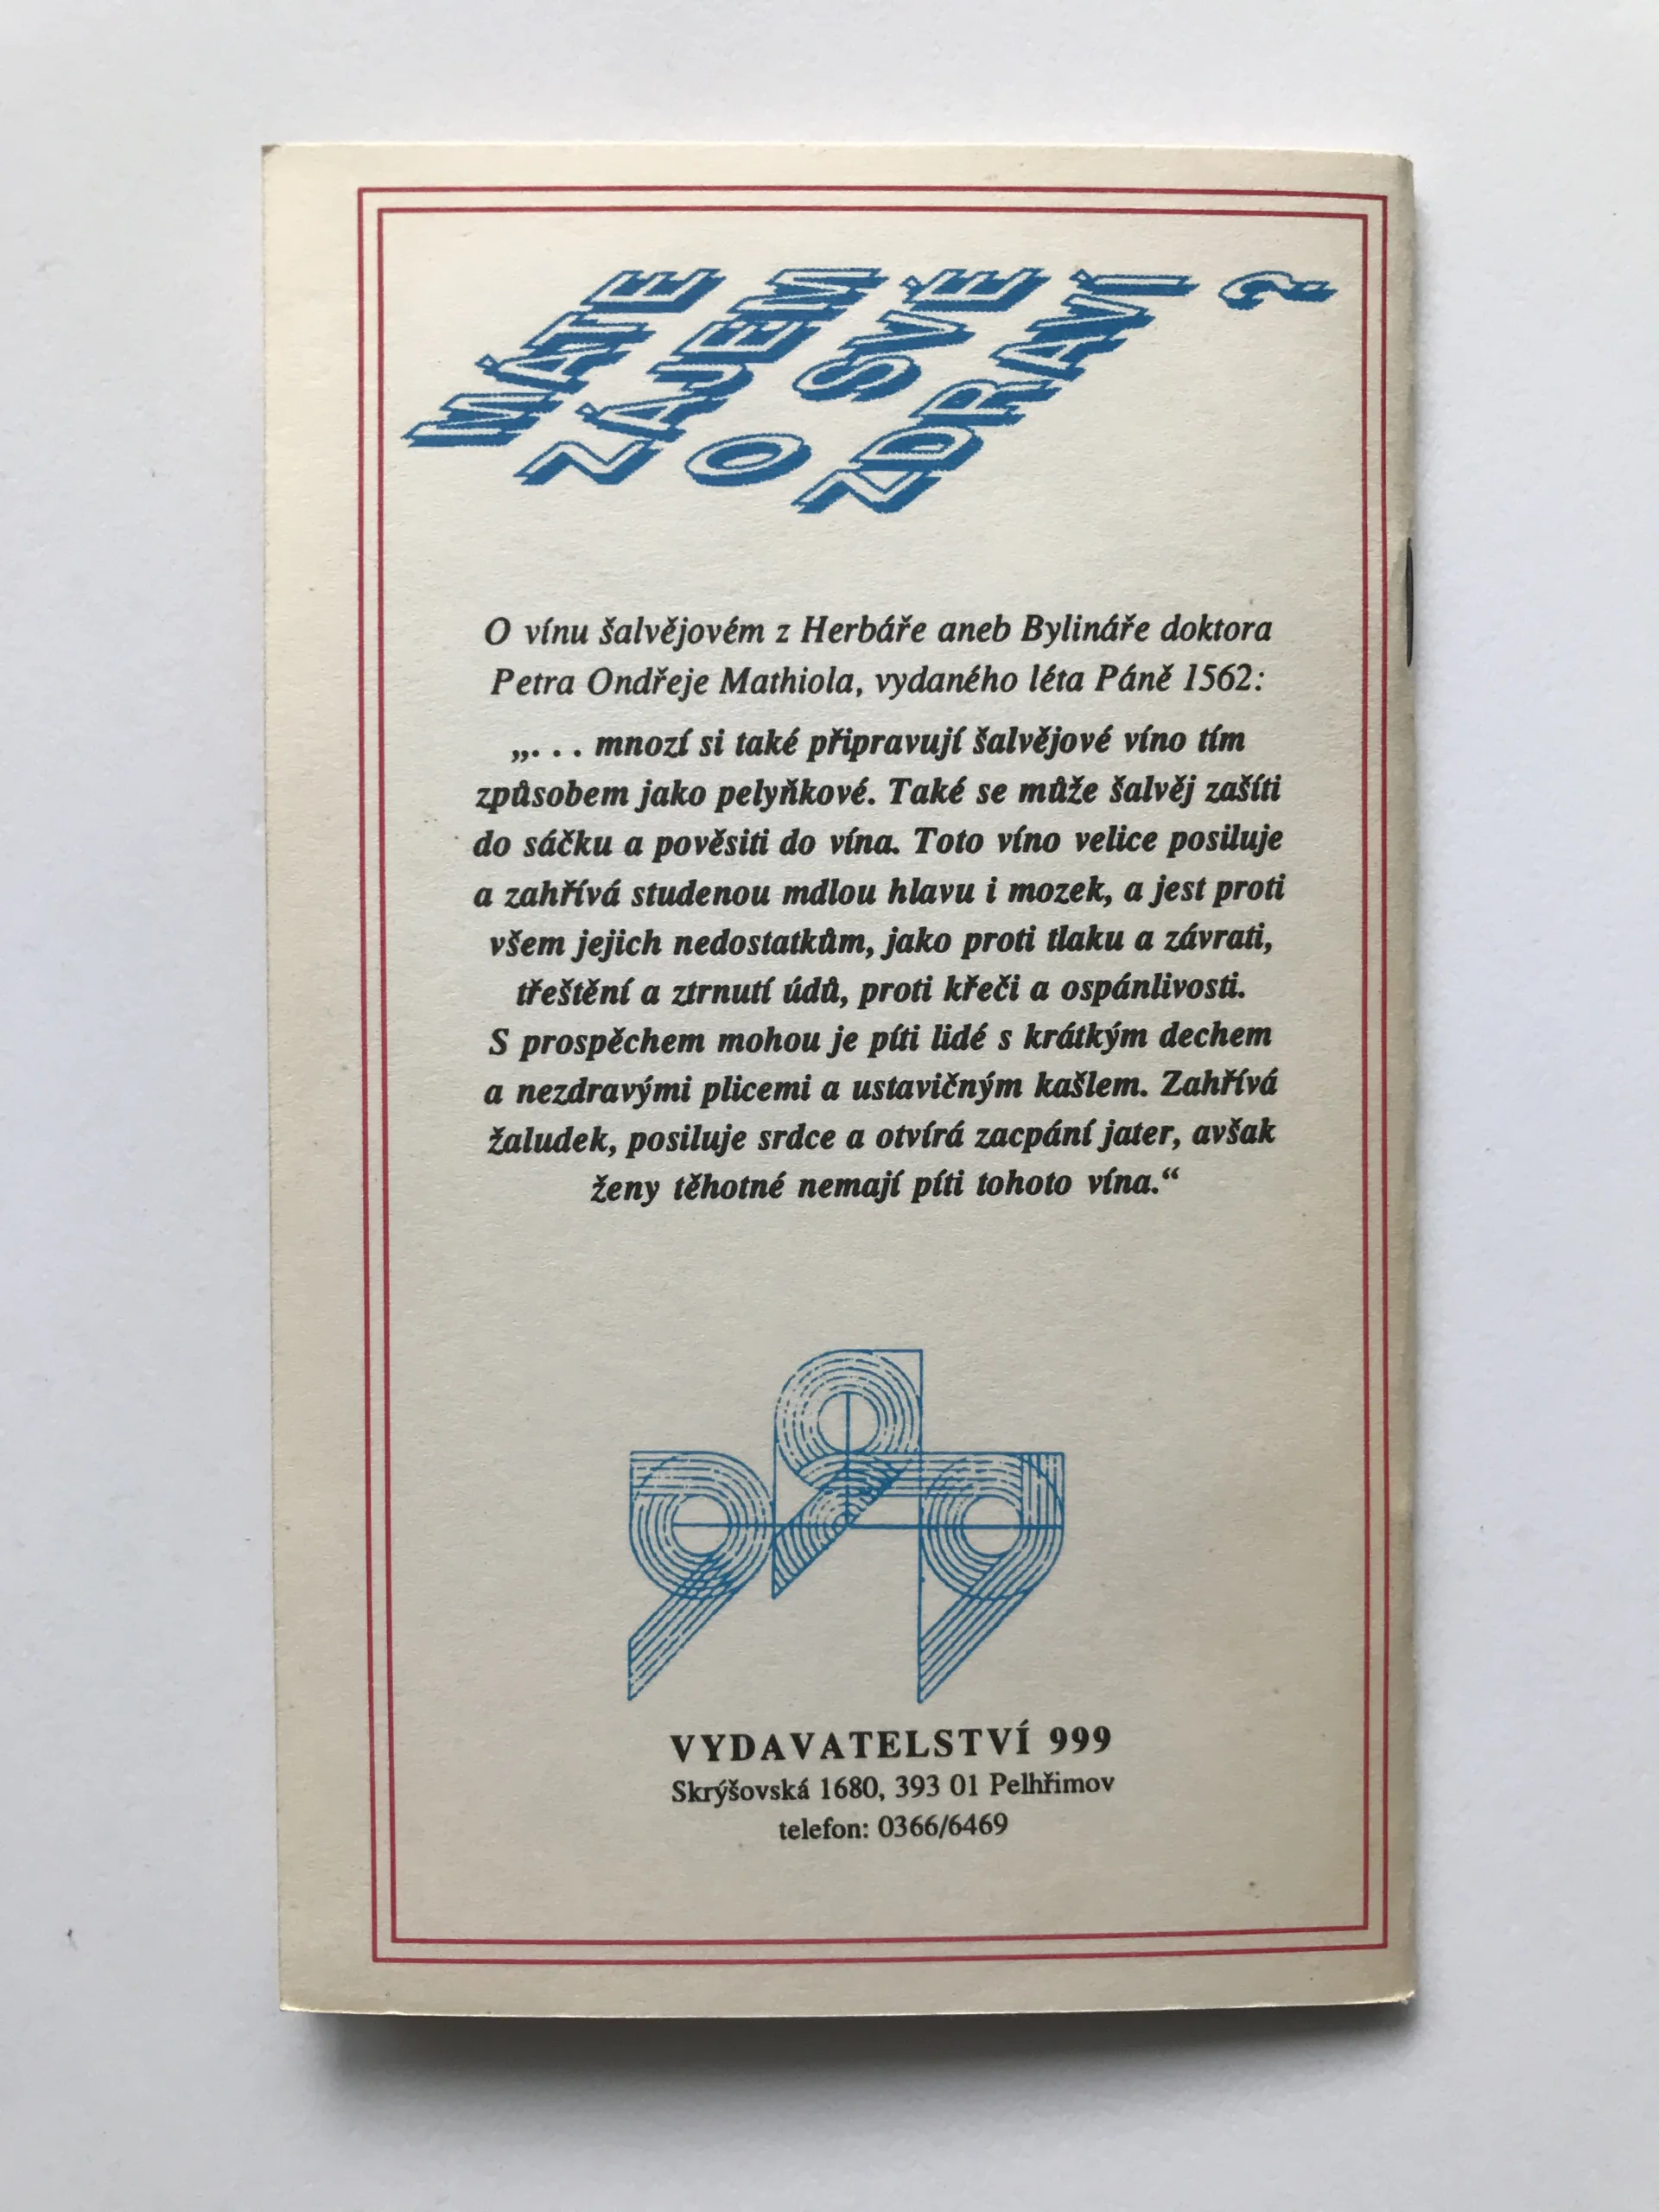 MÁTE
ZÁJEM
O SVÉ
ZDRAVÍ ?
O vínu šalvějovém z Herbáře aneb Bylináře doktora
Petra Ondřeje Mathiola, vydaného léta Páně 1562:
„. . . mnozí si také připravují šalvějové víno tím
způsobem jako pelyňkové. Také se může šalvěj zašíti
do sáčku a pověsiti do vína. Toto víno velice posiluje
a zahřívá studenou mdlou hlavu i mozek, a jest proti
všem jejich nedostatkům, jako proti tlaku a závrati,
třeštění a ztrnutí údů, proti křeči a ospánlivosti.
S prospěchem mohou je píti lidé s krátkým dechem
a nezdravými plicemi a ustavičným kašlem. Zahřívá
žaludek, posiluje srdce a otvírá zacpání jater, avšak
ženy těhotné nemají píti tohoto vína.“
999
VYDAVATELSTVÍ 999
Skrýšovská 1680, 393 01 Pelhřimov
telefon: 0366/6469